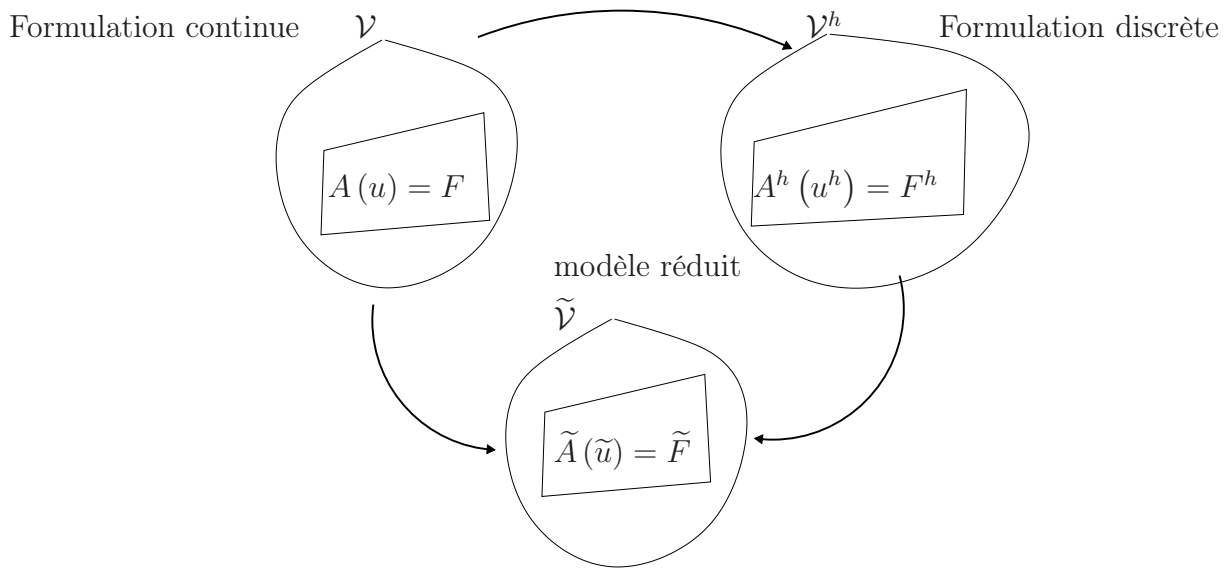 Formulation continue 𝒱 𝒱^h Formulation discrète
A (u) = F
A^h (u^h) = F^h
modèle réduit
𝒱̃
Ã (ũ) = F̃